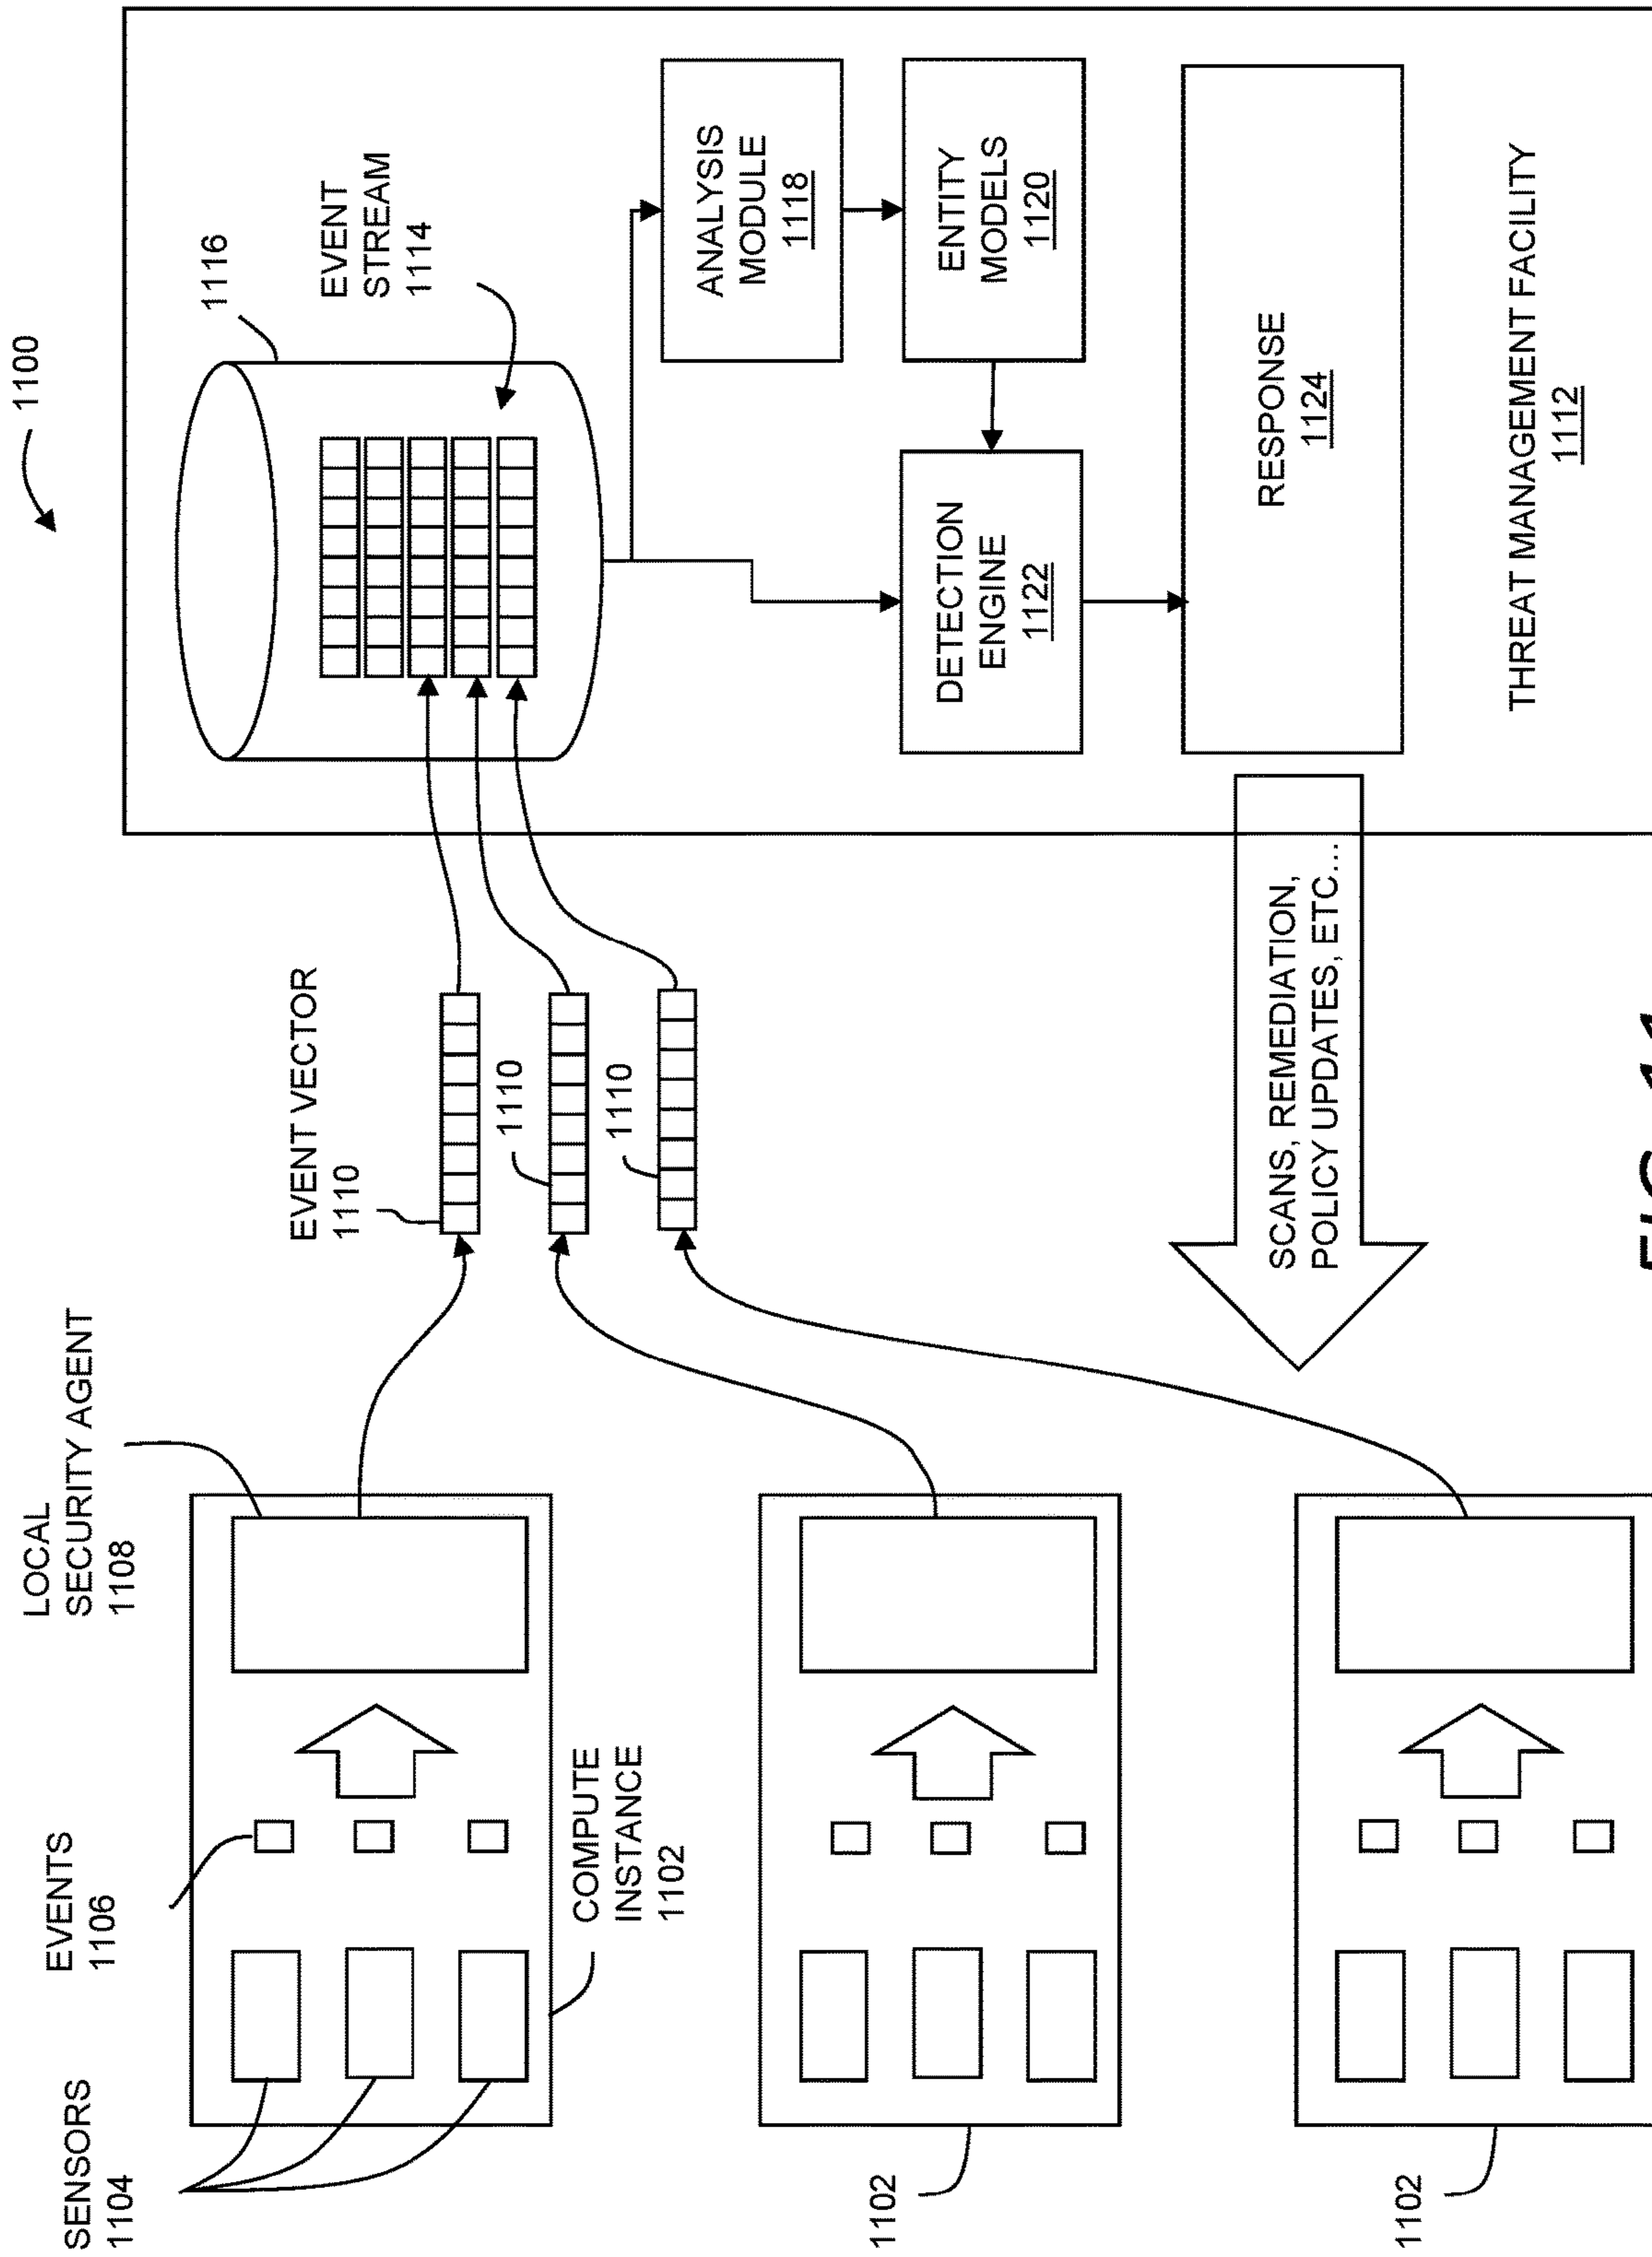 1100
LOCAL
SECURITY AGENT
1108
EVENTS
1106
SENSORS
1104
COMPUTE
INSTANCE
1102
1102
1102
EVENT VECTOR
1110
1110
1110
1116
EVENT
STREAM
1114
ANALYSIS
MODULE
1118
ENTITY
MODELS
1120
DETECTION
ENGINE
1122
RESPONSE
1124
THREAT MANAGEMENT FACILITY
1112
SCANS, REMEDIATION,
POLICY UPDATES, ETC...